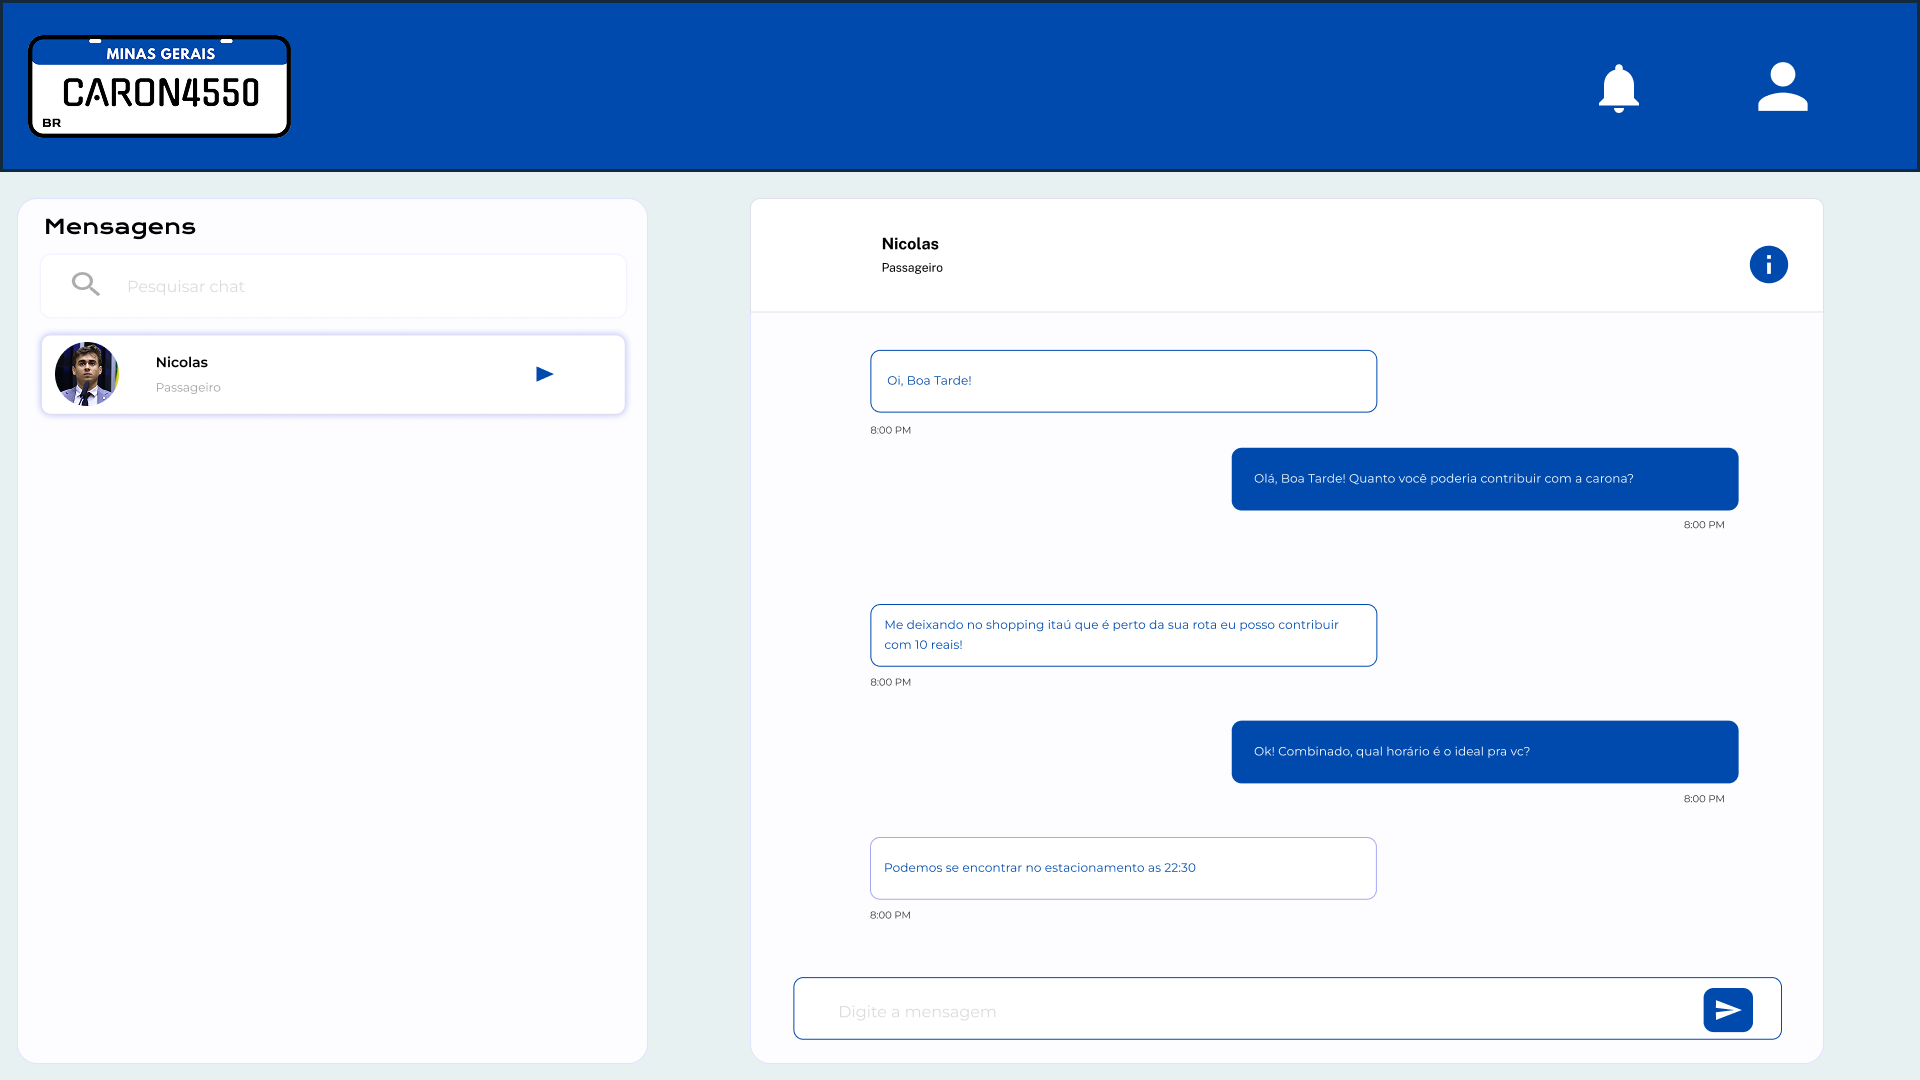 MINAS GERAIS
CARON4550
BR
Mensagens
Pesquisar chat
Nicolas
Passageiro
Nicolas
Passageiro
Oi, Boa Tarde!
8:00 PM
Olá, Boa Tarde! Quanto você poderia contribuir com a carona?
8:00 PM
Me deixando no shopping itaú que é perto da sua rota eu posso contribuir
com 10 reais!
8:00 PM
Ok! Combinado, qual horário é o ideal pra vc?
8:00 PM
Podemos se encontrar no estacionamento as 22:30
8:00 PM
Digite a mensagem